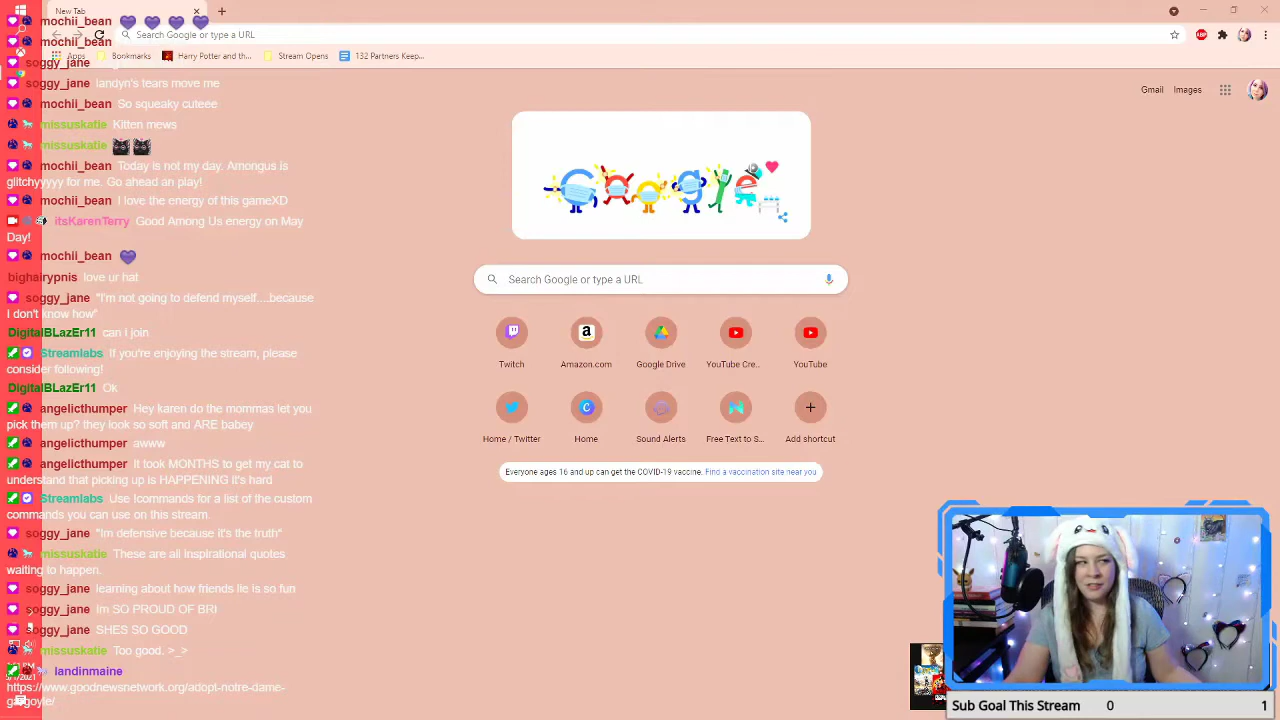 New Tab
Search Google or type a URL
Apps
Bookmarks
Harry Potter and th...
Stream Opens
132 Partners Keep...
ABP
Gmail
Images
mochii_bean
mochii_bean
soggy_jane
soggy_jane landyn's tears move me
mochii_bean So squeaky cuteee
missuskatie Kitten mews
missuskatie
mochii_bean Today is not my day. Amongus is
glitchyyyyy for me. Go ahead an play!
mochii_bean I love the energy of this gameXD
itsKarenTerry Good Among Us energy on May
Day!
mochii_bean
bighairypnis love ur hat
soggy_jane "I'm not going to defend myself....because
I don't know how"
DigitalBLazEr11 can I join
Streamlabs If you're enjoying the stream, please
consider following!
DigitalBLazEr11 Ok
angelicthumper Hey karen do the mommas let you
pick them up? they look so soft and ARE babey
angelicthumper awww
angelicthumper It took MONTHS to get my cat to
understand that picking up is HAPPENING it's hard
Streamlabs Use !commands for a list of the custom
commands you can use on this stream.
soggy_jane "Im defensive because it's the truth"
missuskatie These are all inspirational quotes
waiting to happen.
soggy_jane learning about how friends lie is so fun
soggy_jane Im SO PROUD OF BRI
soggy_jane SHES SO GOOD
missuskatie Too good. >_>
landinmaine
https://www.goodnewsnetwork.org/adopt-notre-dame-
gargoyle/
Google
Search Google or type a URL
Twitch
Amazon.com
Google Drive
YouTube Cre...
YouTube
Home / Twitter
Home
Sound Alerts
Free Text to S...
Add shortcut
Everyone ages 16 and up can get the COVID-19 vaccine. Find a vaccination site near you
Sub Goal This Stream 0 1